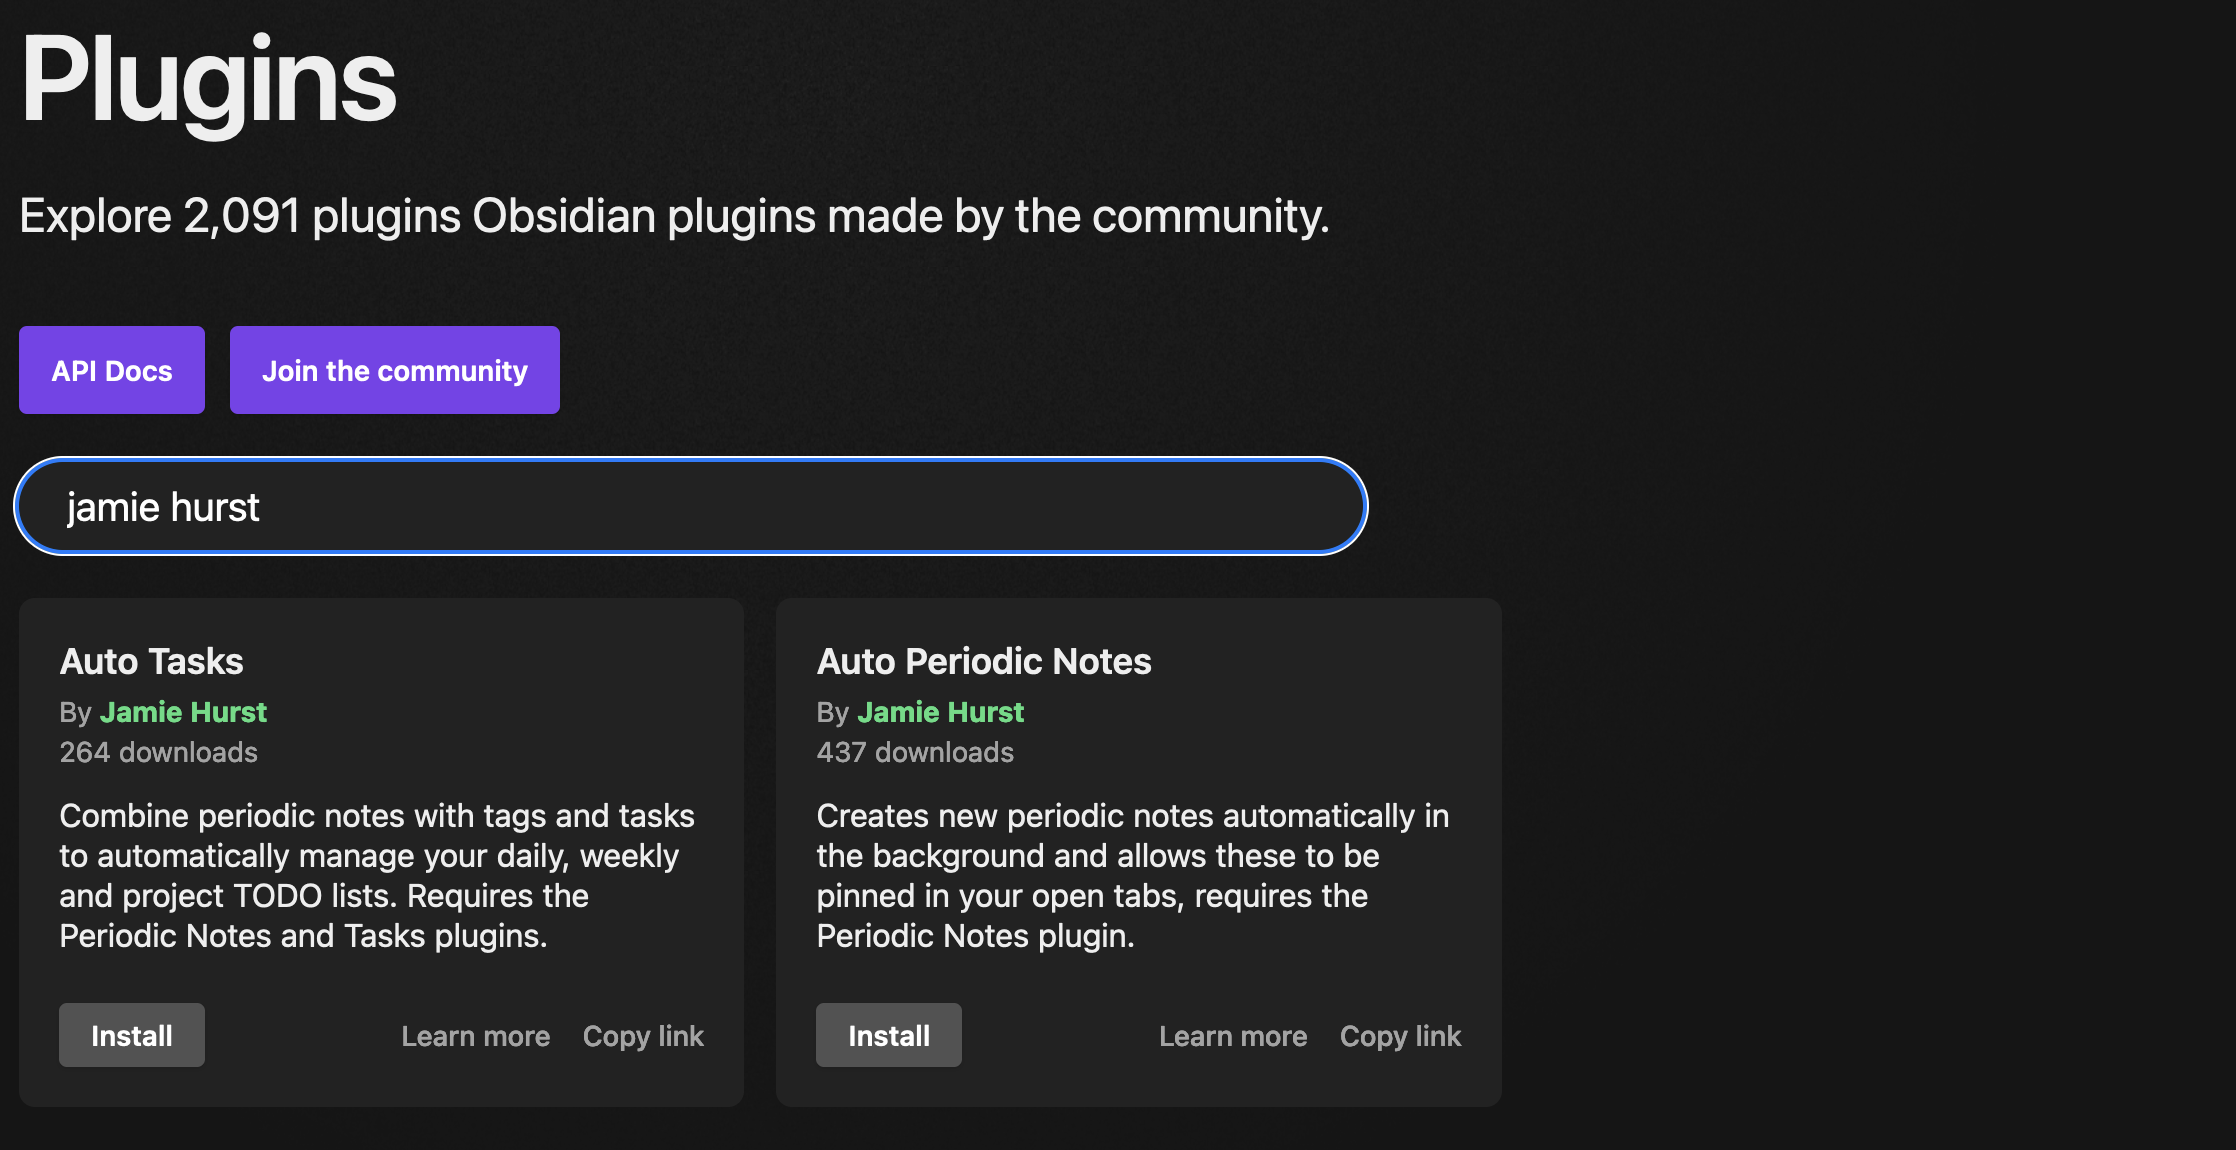 Plugins
Explore 2,091 plugins Obsidian plugins made by the community.
API Docs
Join the community
jamie hurst
Auto Tasks
By Jamie Hurst
264 downloads
Combine periodic notes with tags and tasks
to automatically manage your daily, weekly
and project TODO lists. Requires the
Periodic Notes and Tasks plugins.
Install
Learn more
Copy link
Auto Periodic Notes
By Jamie Hurst
437 downloads
Creates new periodic notes automatically in
the background and allows these to be
pinned in your open tabs, requires the
Periodic Notes plugin.
Install
Learn more
Copy link